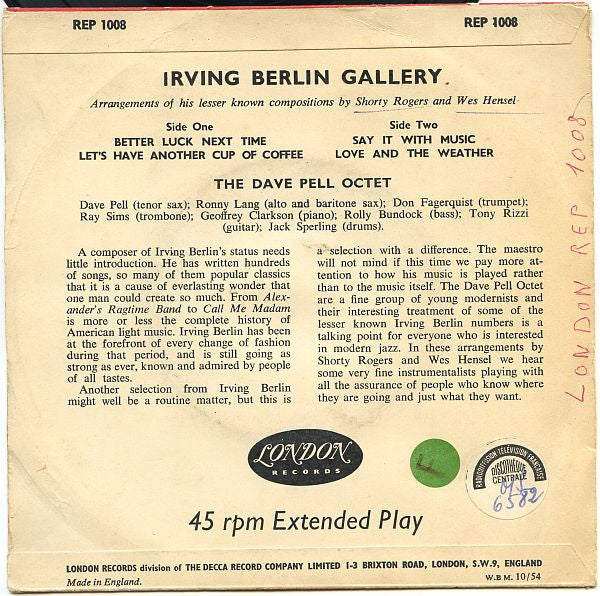 REP 1008
REP 1008
IRVING BERLIN GALLERY.
Arrangements of his lesser known compositions by Shorty Rogers and Wes Hensel
Side One
BETTER LUCK NEXT TIME
LET'S HAVE ANOTHER CUP OF COFFEE
Side Two
SAY IT WITH MUSIC
LOVE AND THE WEATHER
THE DAVE PELL OCTET
Dave Pell (tenor sax); Ronny Lang (alto and baritone sax); Don Fagerquist (trumpet);
Ray Sims (trombone); Geoffrey Clarkson (piano); Rolly Bundock (bass); Tony Rizzi
(guitar); Jack Sperling (drums).
A composer of Irving Berlin's status needs
little introduction. He has written hundreds
of songs, so many of them popular classics
that it is a cause of everlasting wonder that
one man could create so much. From Alex-
ander's Ragtime Band to Call Me Madam
is more or less the complete history of
American light music. Irving Berlin has been
at the forefront of every change of fashion
during that period, and is still going as
strong as ever, known and admired by people
of all tastes.
Another selection from Irving Berlin
might well be a routine matter, but this is
a selection with a difference. The maestro
will not mind if this time we pay more at-
tention to how his music is played rather
than to the music itself. The Dave Pell Octet
are a fine group of young modernists and
their interesting treatment of some of the
lesser known Irving Berlin numbers is a
talking point for everyone who is interested
in modern jazz. In these arrangements by
Shorty Rogers and Wes Hensel we hear
some very fine instrumentalists playing with
all the assurance of people who know where
they are going and just what they want.
LONDON REP 1008
LONDON
RECORDS
RADIODIFFUSION-TÉLÉVISION FRANÇAISE
DISCOTHÈQUE
CENTRALE
6582
45 rpm Extended Play
LONDON RECORDS division of THE DECCA RECORD COMPANY LIMITED 1-3 BRIXTON ROAD, LONDON, S.W.9, ENGLAND
Made in England.
W.B.M. 10/54